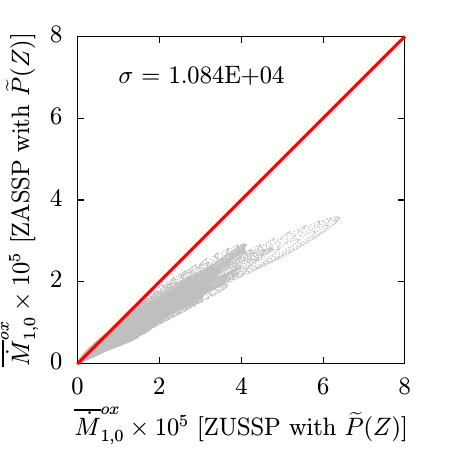 8
σ = 1.084E+04
6
4
2
0
0 2 4 6 8
$\overline{\dot{M}}_{1,0}^{ox} \times 10^5$ [ZASSP with $\widetilde{P}(Z)$]
$\overline{\dot{M}}_{1,0}^{ox} \times 10^5$ [ZUSSP with $\widetilde{P}(Z)$]